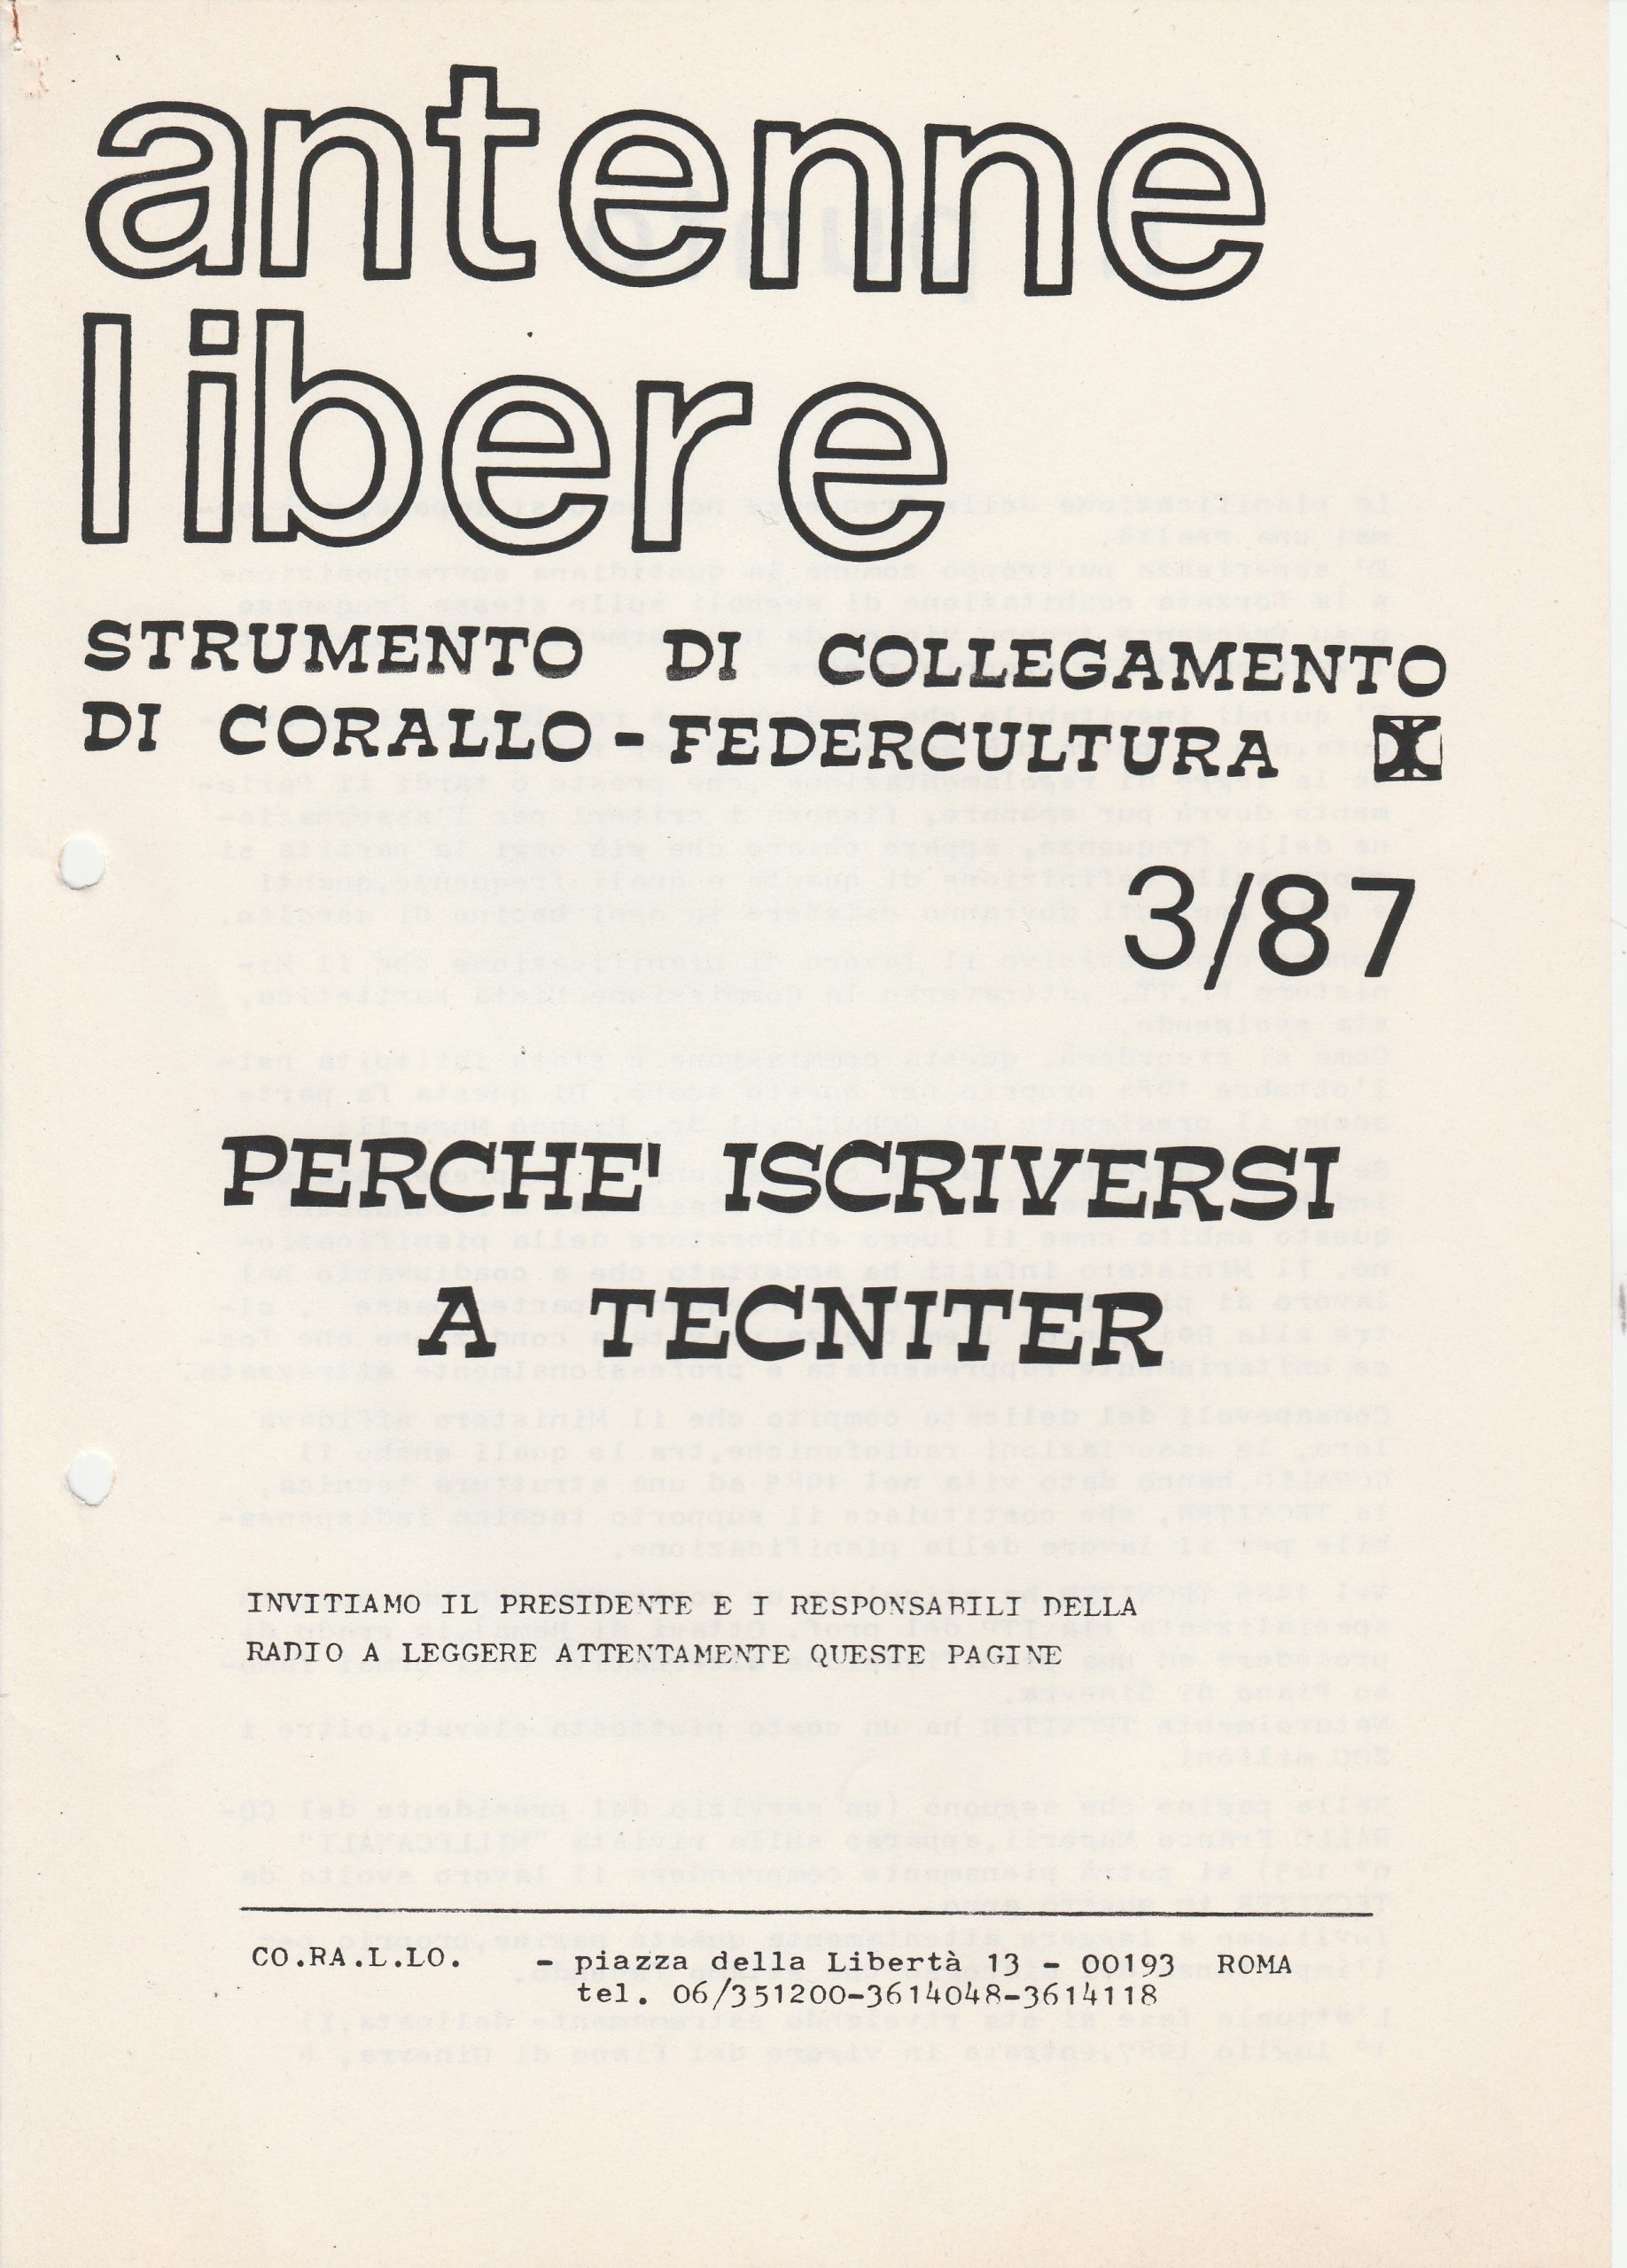 antenne
libere
STRUMENTO DI COLLEGAMENTO
DI CORALLO-FEDERCULTURA
3/87
PERCHE' ISCRIVERSI
A TECNITER
INVITIAMO IL PRESIDENTE E I RESPONSABILI DELLA
RADIO A LEGGERE ATTENTAMENTE QUESTE PAGINE
CO.RA.L.LO. - piazza della Libertà 13 - 00193 ROMA
tel. 06/351200-3614048-3614118